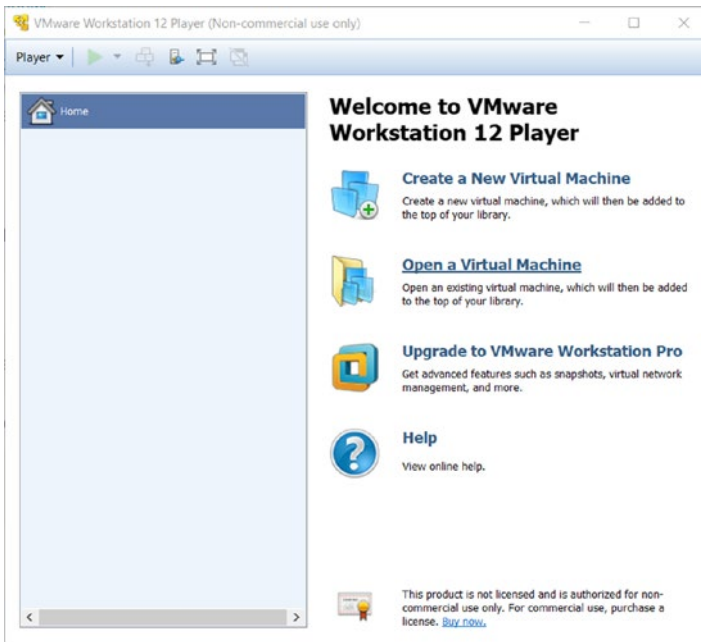 VMware Workstation 12 Player (Non-commercial use only)
Player
Home
Welcome to VMware
Workstation 12 Player
Create a New Virtual Machine
Create a new virtual machine, which will then be added to
the top of your library.
Open a Virtual Machine
Open an existing virtual machine, which will then be added
to the top of your library.
Upgrade to VMware Workstation Pro
Get advanced features such as snapshots, virtual network
management, and more.
Help
View online help.
This product is not licensed and is authorized for non-
commercial use only. For commercial use, purchase a
license. Buy now.